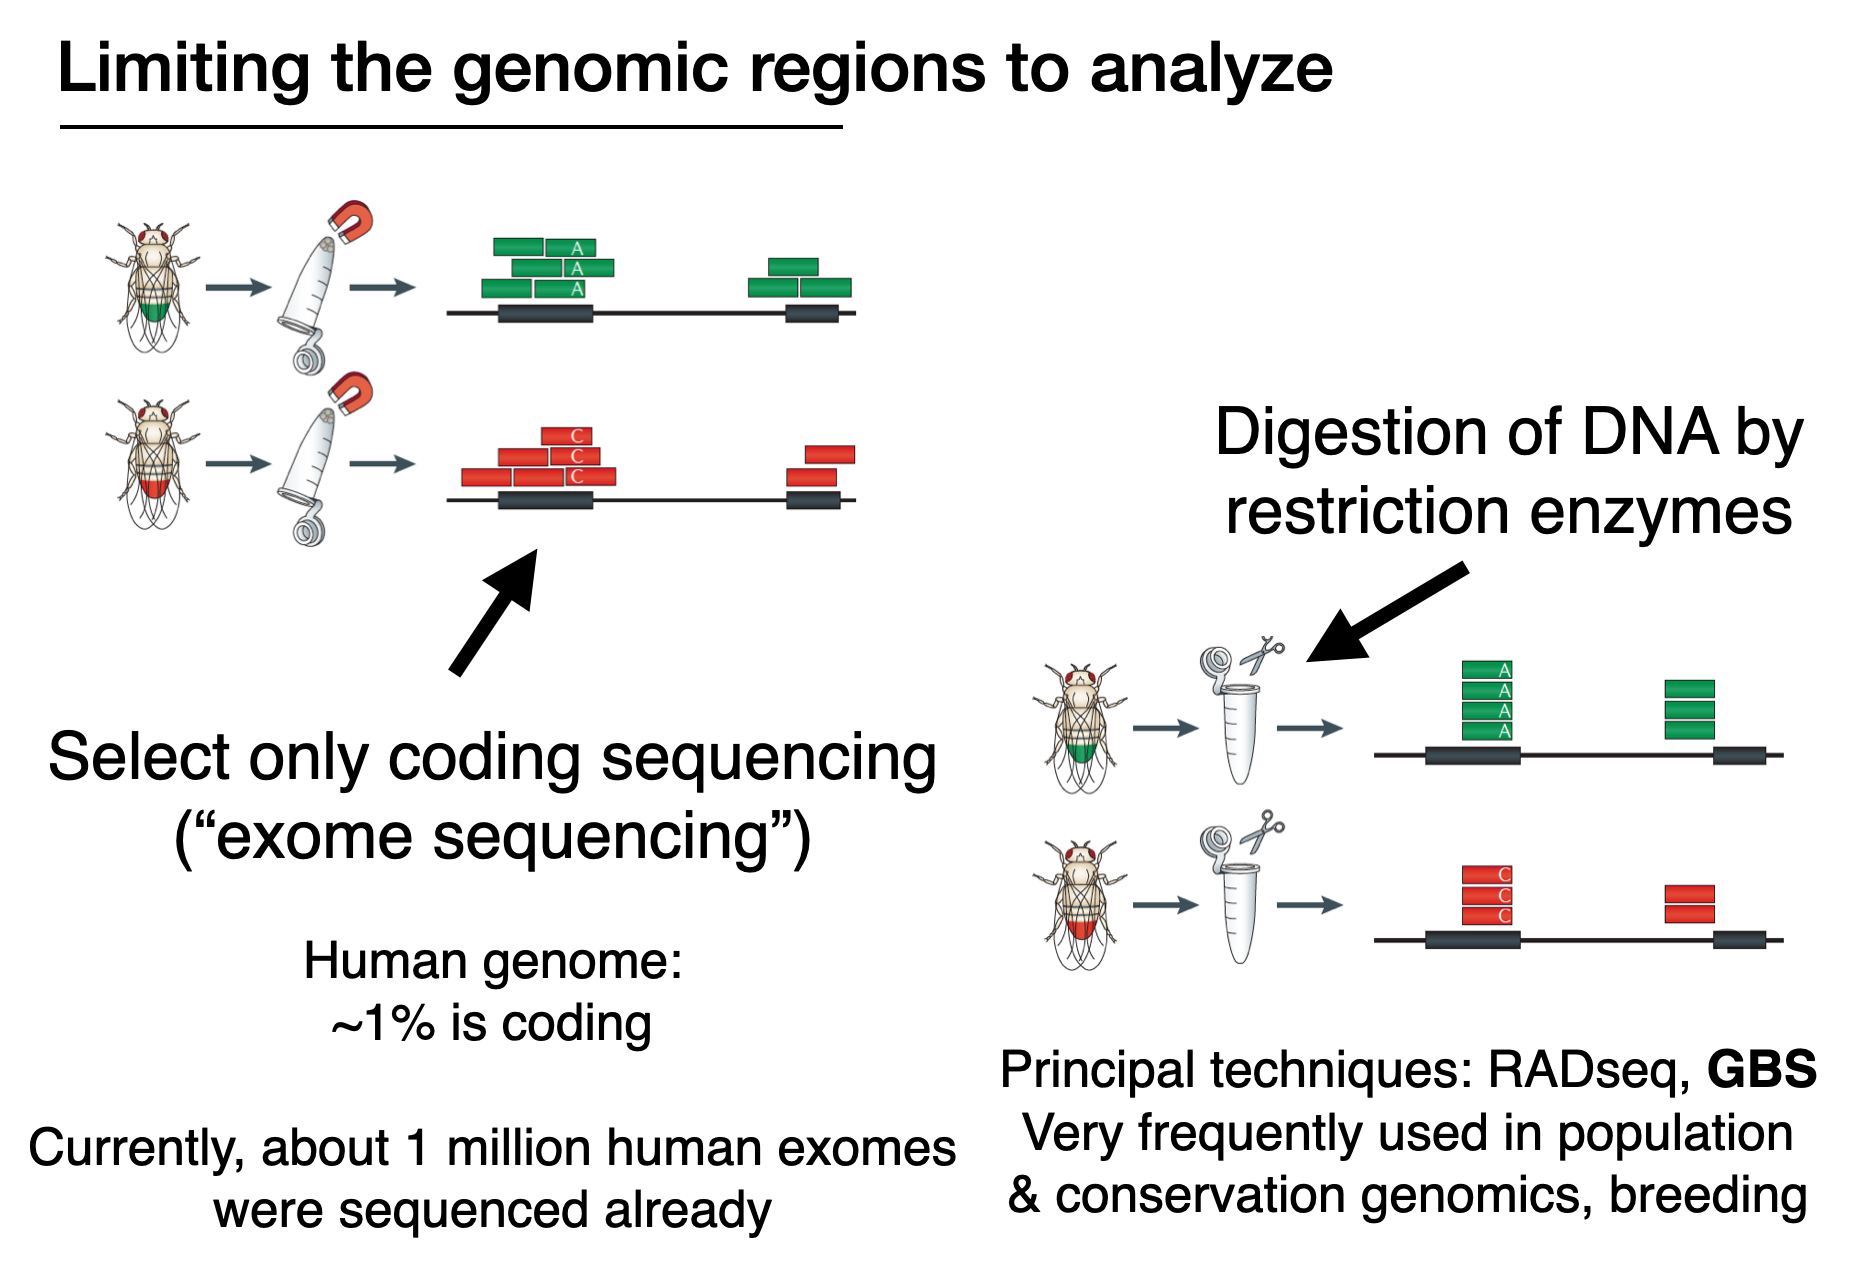 Limiting the genomic regions to analyze
A
A
A
C
C
C
Select only coding sequencing
(“exome sequencing”)
Human genome:
~1% is coding
Currently, about 1 million human exomes
were sequenced already
Digestion of DNA by
restriction enzymes
A
A
A
A
C
C
C
Principal techniques: RADseq, GBS
Very frequently used in population
& conservation genomics, breeding